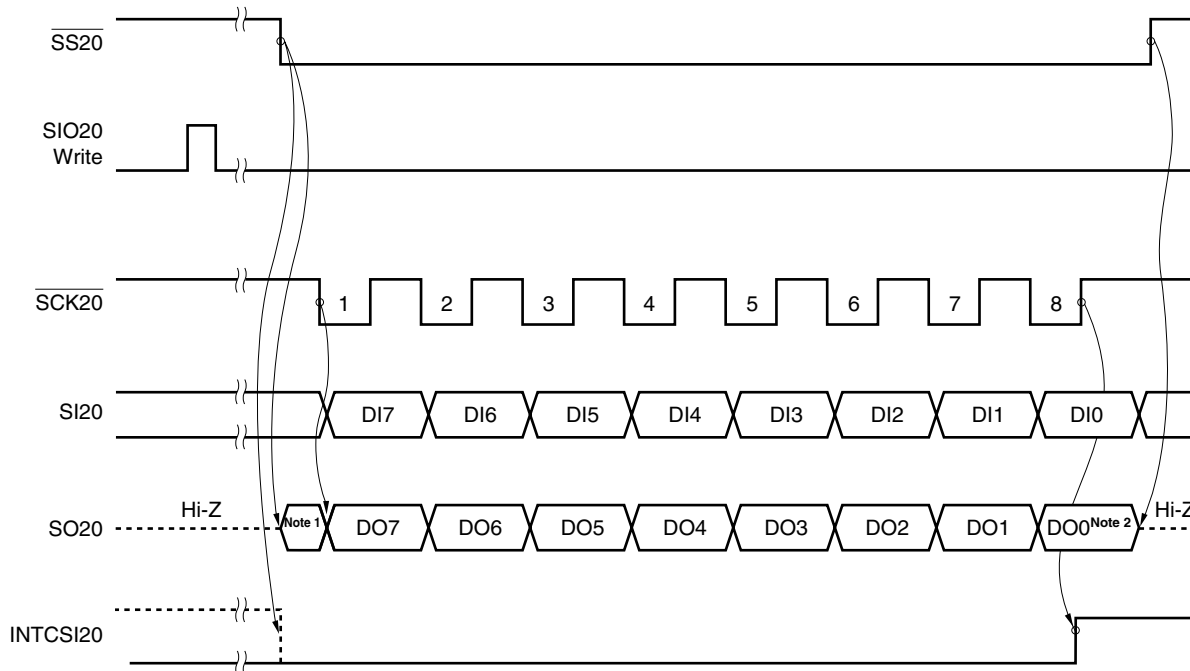 SS20
SIO20
Write
SCK20
1 2 3 4 5 6 7 8
SI20
DI7 DI6 DI5 DI4 DI3 DI2 DI1 DI0
SO20
Hi-Z Note 1 DO7 DO6 DO5 DO4 DO3 DO2 DO1 DO0 Note 2 Hi-Z
INTCSI20